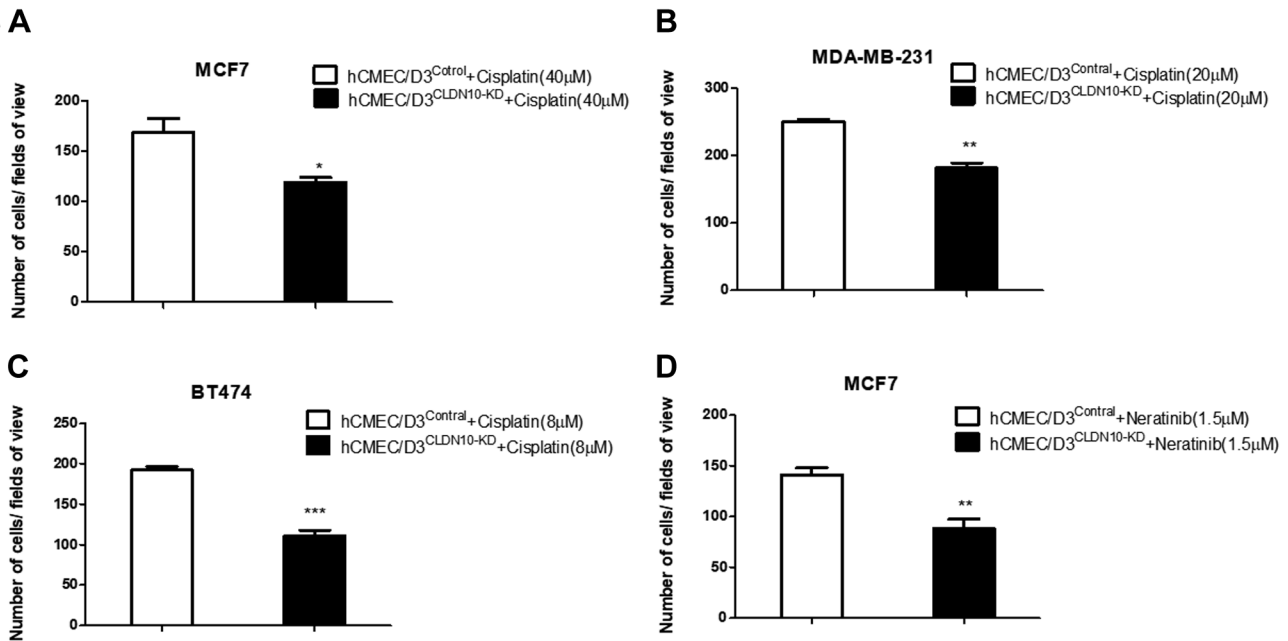 A
MCF7
hCMEC/D3Cotrol+Cisplatin(40μM)
hCMEC/D3CLDN10-KD+Cisplatin(40μM)
Number of cells/ fields of view
200
150
100
50
0
*
B
MDA-MB-231
hCMEC/D3Contral+Cisplatin(20μM)
hCMEC/D3CLDN10-KD+Cisplatin(20μM)
Number of cells/ fields of view
300
200
100
0
**
C
BT474
hCMEC/D3Contral+Cisplatin(8μM)
hCMEC/D3CLDN10-KD+Cisplatin(8μM)
Number of cells/ fields of view
250
200
150
100
50
0
***
D
MCF7
hCMEC/D3Contral+Neratinib(1.5μM)
hCMEC/D3CLDN10-KD+Neratinib(1.5μM)
Number of cells/ fields of view
200
150
100
50
0
**